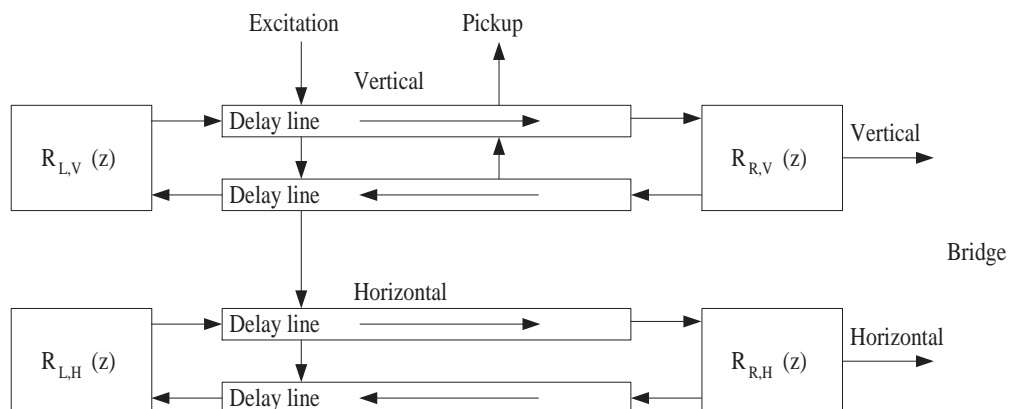 Excitation Pickup
Vertical
Delay line
R_{L,V} (z) R_{R,V} (z) Vertical
Delay line
Bridge
Horizontal
Delay line
R_{L,H} (z) R_{R,H} (z) Horizontal
Delay line